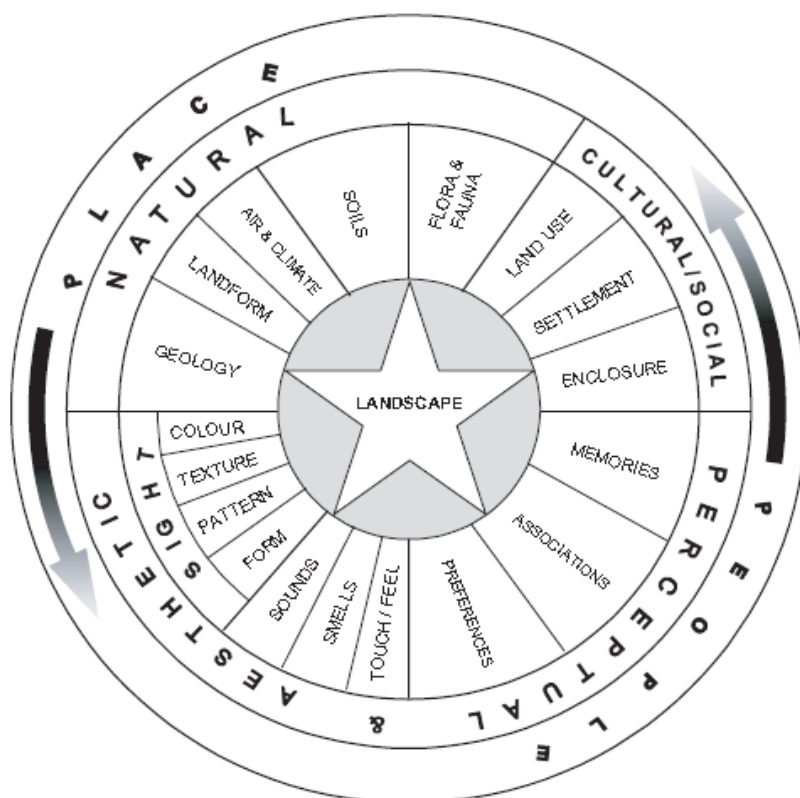 PLACE
NATURAL
CULTURAL/SOCIAL
GEOLOGY
LANDFORM
AIR & CLIMATE
SOILS
FLORA &
FAUNA
LAND USE
SETTLEMENT
ENCLOSURE
LANDSCAPE
MEMORIES
ASSOCIATIONS
PREFERENCES
TOUCH / FEEL
SMELLS
SOUNDS
SIGHT
FORM
PATTERN
TEXTURE
COLOUR
AESTHETIC & PERCEPTUAL
PEOPLE